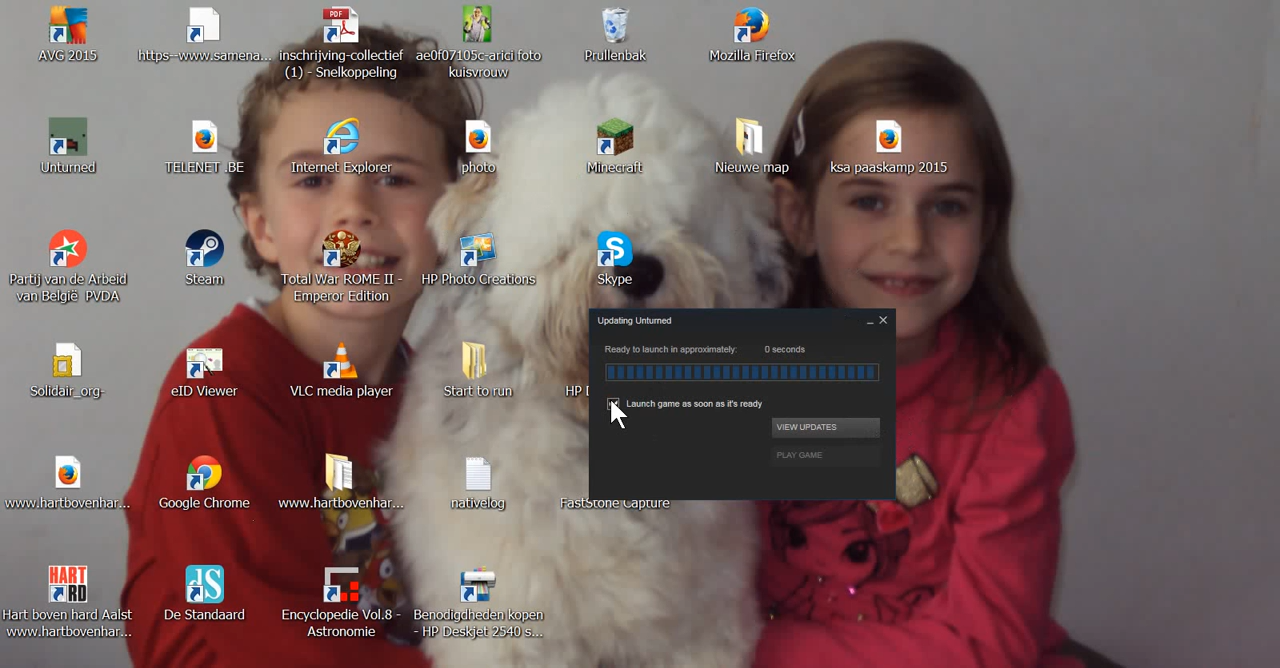 AVG 2015
https--www.samena...
PDF
inschrijving-collectief
(1) - Snelkoppeling
ae0f07105c-arici foto
kuisvrouw
Prullenbak
Mozilla Firefox
Unturned
TELENET .BE
Internet Explorer
photo
Minecraft
Nieuwe map
ksa paaskamp 2015
Partij van de Arbeid
van België PVDA
Steam
Total War ROME II -
Emperor Edition
HP Photo Creations
Skype
Updating Unturned
Ready to launch in approximately: 0 seconds
Launch game as soon as it's ready
VIEW UPDATES
PLAY GAME
Solidair_org-
eID Viewer
VLC media player
Start to run
HP
www.hartbovenhar...
Google Chrome
www.hartbovenhar...
nativelog
FastStone Capture
HART
Hart boven hard Aalst
www.hartbovenhar...
dS
De Standaard
Encyclopedie Vol.8 -
Astronomie
Benodigdheden kopen
- HP Deskjet 2540 s...